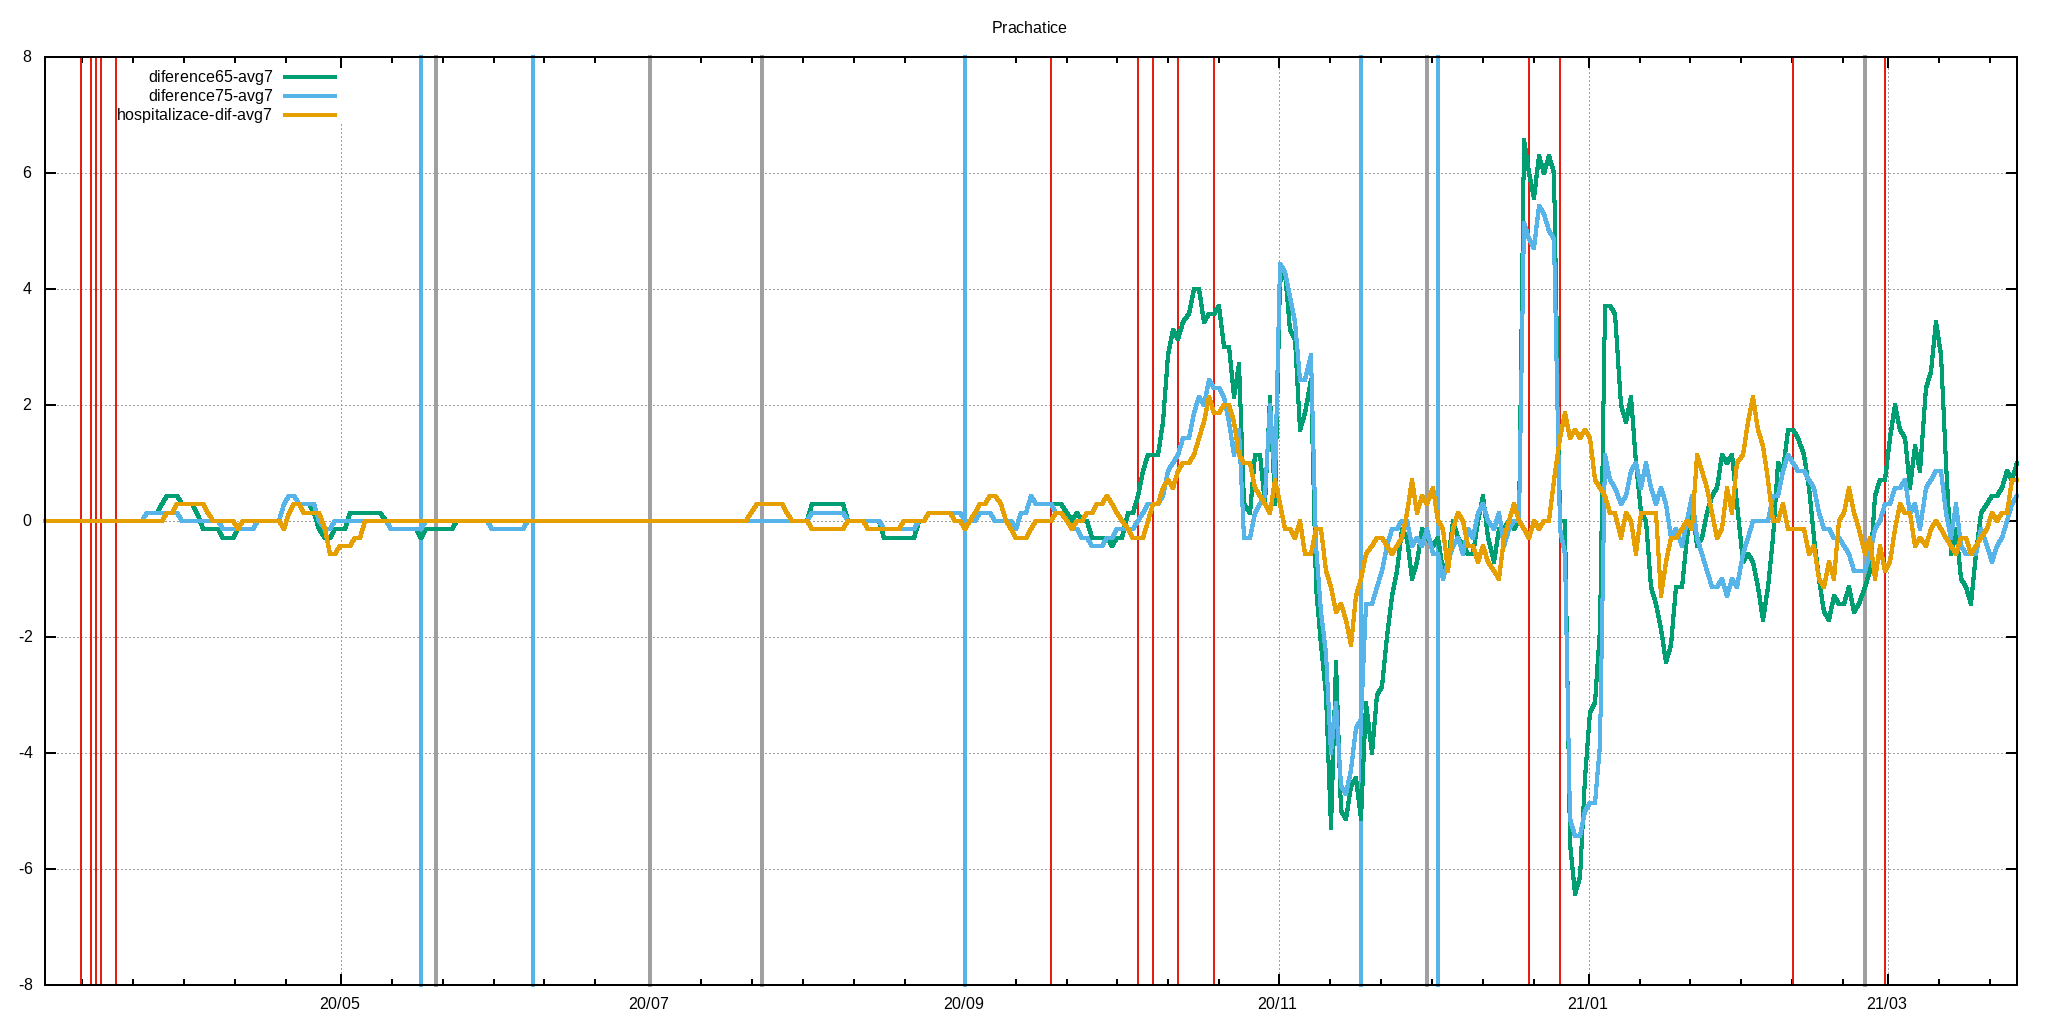 Prachatice
8
diference65-avg7
diference75-avg7
hospitalizace-dif-avg7
6
4
2
0
-2
-4
-6
-8
20/05 20/07 20/09 20/11 21/01 21/03